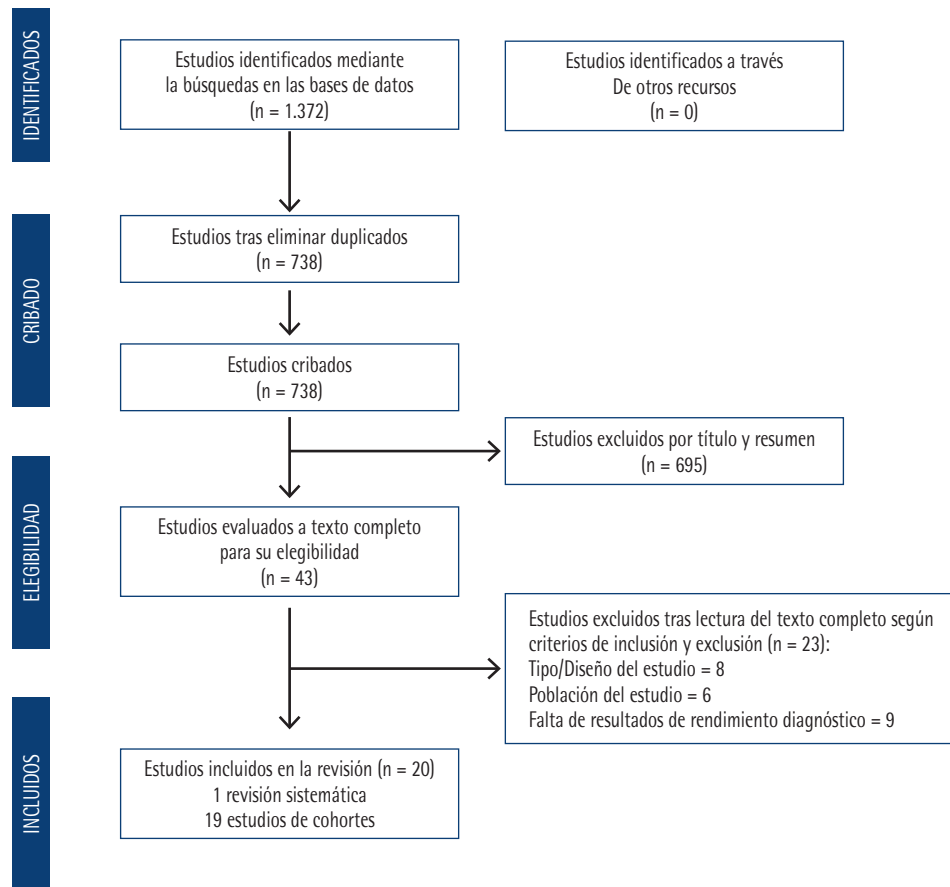 IDENTIFICADOS
Estudios identificados mediante
la búsquedas en las bases de datos
(n = 1.372)
Estudios identificados a través
De otros recursos
(n = 0)
CRIBADO
Estudios tras eliminar duplicados
(n = 738)
Estudios cribados
(n = 738)
Estudios excluidos por título y resumen
(n = 695)
ELEGIBILIDAD
Estudios evaluados a texto completo
para su elegibilidad
(n = 43)
Estudios excluidos tras lectura del texto completo según
criterios de inclusión y exclusión (n = 23):
Tipo/Diseño del estudio = 8
Población del estudio = 6
Falta de resultados de rendimiento diagnóstico = 9
INCLUIDOS
Estudios incluidos en la revisión (n = 20)
1 revisión sistemática
19 estudios de cohortes